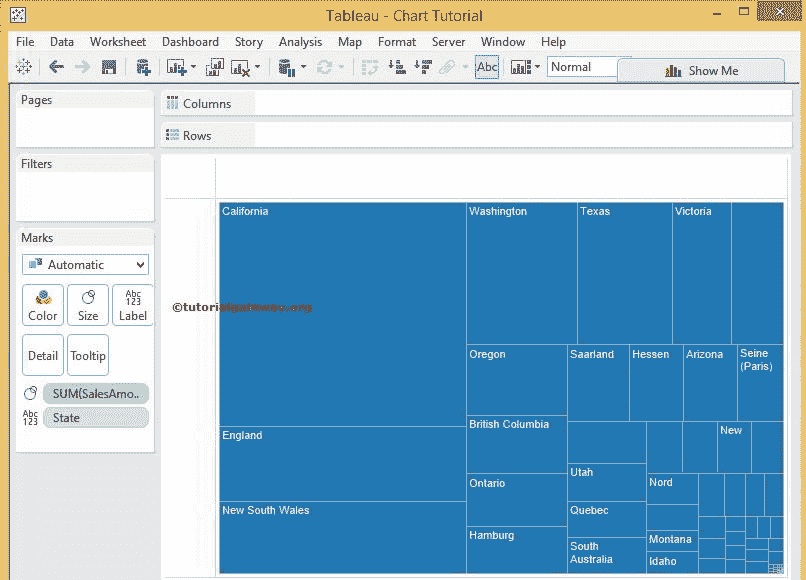 Tableau - Chart Tutorial
File Data Worksheet Dashboard Story Analysis Map Format Server Window Help
Abc
Normal
Show Me
Pages
Columns
Rows
Filters
Marks
Automatic
Color
Size
Abc
123
Label
Detail
Tooltip
SUM(SalesAmo..
Abc
123
State
©tutorialgateway.org
California
Washington
Texas
Victoria
Oregon
Saarland
Hessen
Arizona
Seine
(Paris)
British Columbia
England
New
Utah
Ontario
Nord
New South Wales
Quebec
Hamburg
Montana
South
Australia
Idaho